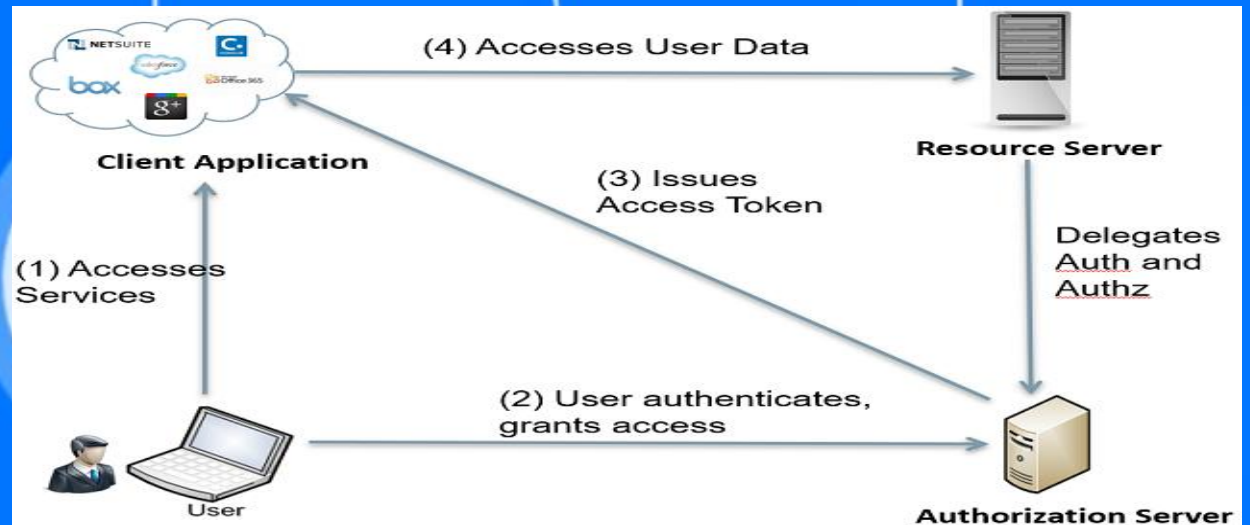 NETSUITE
C.
salesforce
box
Office 365
g+
(4) Accesses User Data
Client Application
Resource Server
(3) Issues
Access Token
(1) Accesses
Services
Delegates
Auth and
Authz
(2) User authenticates,
grants access
User
Authorization Server